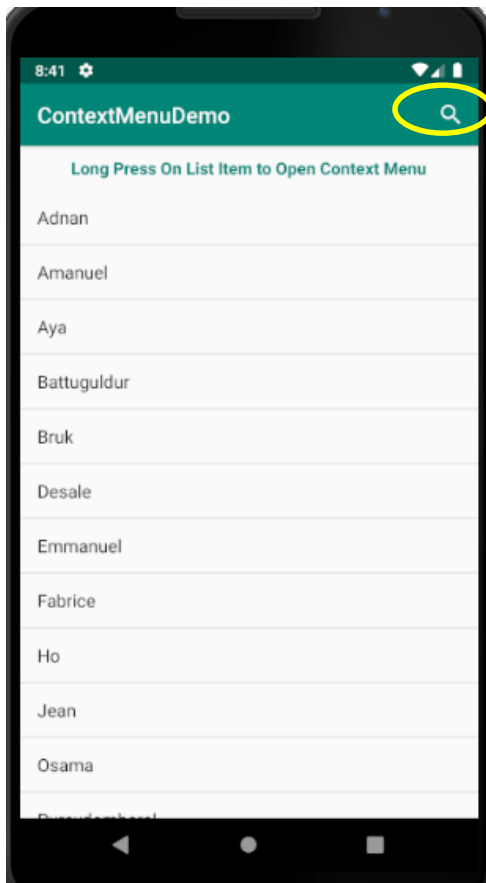 8:41
ContextMenuDemo
Long Press On List Item to Open Context Menu
Adnan
Amanuel
Aya
Battuguldur
Bruk
Desale
Emmanuel
Fabrice
Ho
Jean
Osama